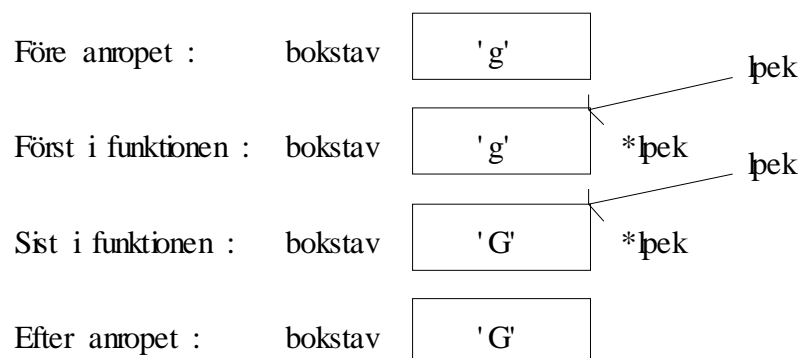 Före anropet : bokstav 'g'
lpek
Först i funktionen : bokstav 'g' *lpek
lpek
Sist i funktionen : bokstav 'G' *lpek
Efter anropet : bokstav 'G'